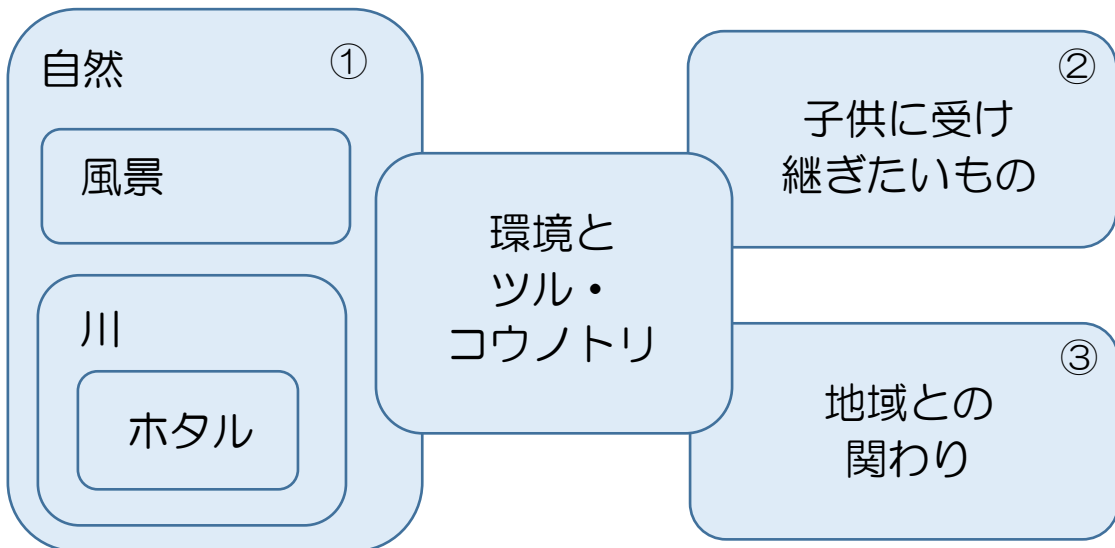 自然 ①
風景
川
ホタル
環境と
ツル・
コウノトリ
②
子供に受け
継ぎたいもの
③
地域との
関わり